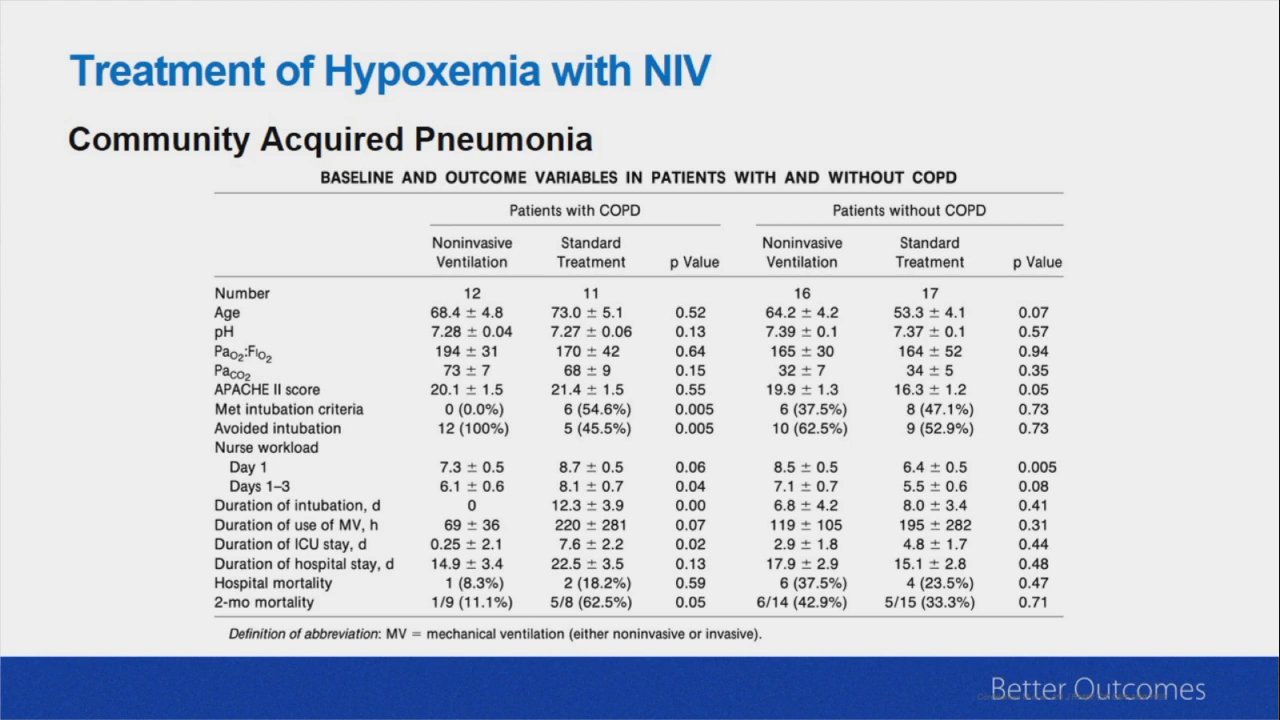 Treatment of Hypoxemia with NIV
Community Acquired Pneumonia
BASELINE AND OUTCOME VARIABLES IN PATIENTS WITH AND WITHOUT COPD
Patients with COPD Patients without COPD
Noninvasive Standard Noninvasive Standard
Ventilation Treatment p Value Ventilation Treatment p Value
Number 12 11 16 17
Age 68.4 ± 4.8 73.0 ± 5.1 0.52 64.2 ± 4.2 53.3 ± 4.1 0.07
pH 7.28 ± 0.04 7.27 ± 0.06 0.13 7.39 ± 0.1 7.37 ± 0.1 0.57
PaO2:FIO2 194 ± 31 170 ± 42 0.64 165 ± 30 164 ± 52 0.94
PaCO2 73 ± 7 68 ± 9 0.15 32 ± 7 34 ± 5 0.35
APACHE II score 20.1 ± 1.5 21.4 ± 1.5 0.55 19.9 ± 1.3 16.3 ± 1.2 0.05
Met intubation criteria 0 (0.0%) 6 (54.6%) 0.005 6 (37.5%) 8 (47.1%) 0.73
Avoided intubation 12 (100%) 5 (45.5%) 0.005 10 (62.5%) 9 (52.9%) 0.73
Nurse workload
Day 1 7.3 ± 0.5 8.7 ± 0.5 0.06 8.5 ± 0.5 6.4 ± 0.5 0.005
Days 1–3 6.1 ± 0.6 8.1 ± 0.7 0.04 7.1 ± 0.7 5.5 ± 0.6 0.08
Duration of intubation, d 0 12.3 ± 3.9 0.00 6.8 ± 4.2 8.0 ± 3.4 0.41
Duration of use of MV, h 69 ± 36 220 ± 281 0.07 119 ± 105 195 ± 282 0.31
Duration of ICU stay, d 0.25 ± 2.1 7.6 ± 2.2 0.02 2.9 ± 1.8 4.8 ± 1.7 0.44
Duration of hospital stay, d 14.9 ± 3.4 22.5 ± 3.5 0.13 17.9 ± 2.9 15.1 ± 2.8 0.48
Hospital mortality 1 (8.3%) 2 (18.2%) 0.59 6 (37.5%) 4 (23.5%) 0.47
2-mo mortality 1/9 (11.1%) 5/8 (62.5%) 0.05 6/14 (42.9%) 5/15 (33.3%) 0.71
Definition of abbreviation: MV = mechanical ventilation (either noninvasive or invasive).
Better Outcomes